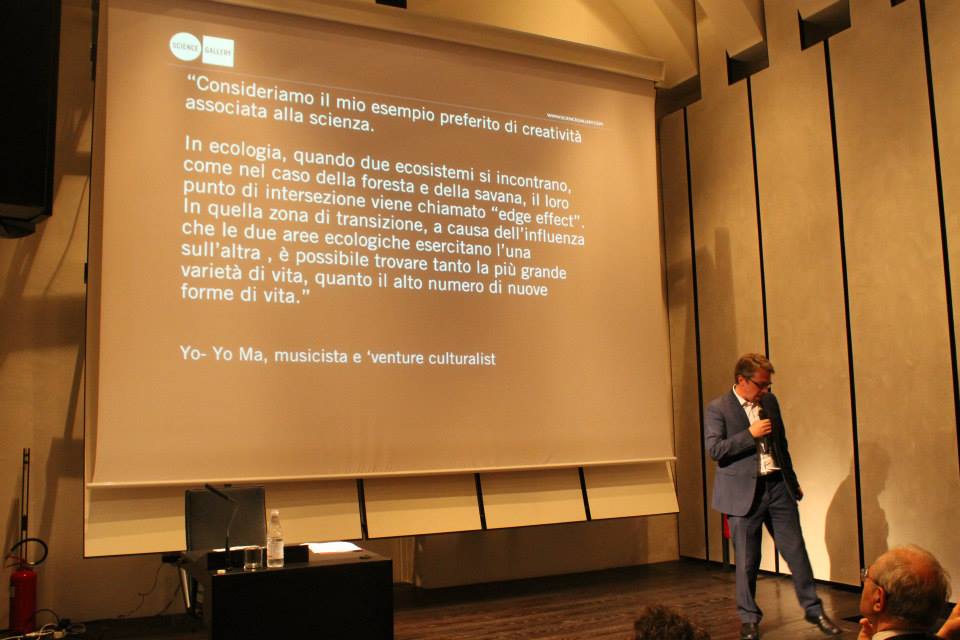 SCIENCE GALLERY
WWW.SCIENCEGALLERY.COM
“Consideriamo il mio esempio preferito di creatività
associata alla scienza.
In ecologia, quando due ecosistemi si incontrano,
come nel caso della foresta e della savana, il loro
punto di intersezione viene chiamato “edge effect”.
In quella zona di transizione, a causa dell’influenza
che le due aree ecologiche esercitano l’una
sull’altra , è possibile trovare tanto la più grande
varietà di vita, quanto il alto numero di nuove
forme di vita.”
Yo- Yo Ma, musicista e ‘venture culturalist